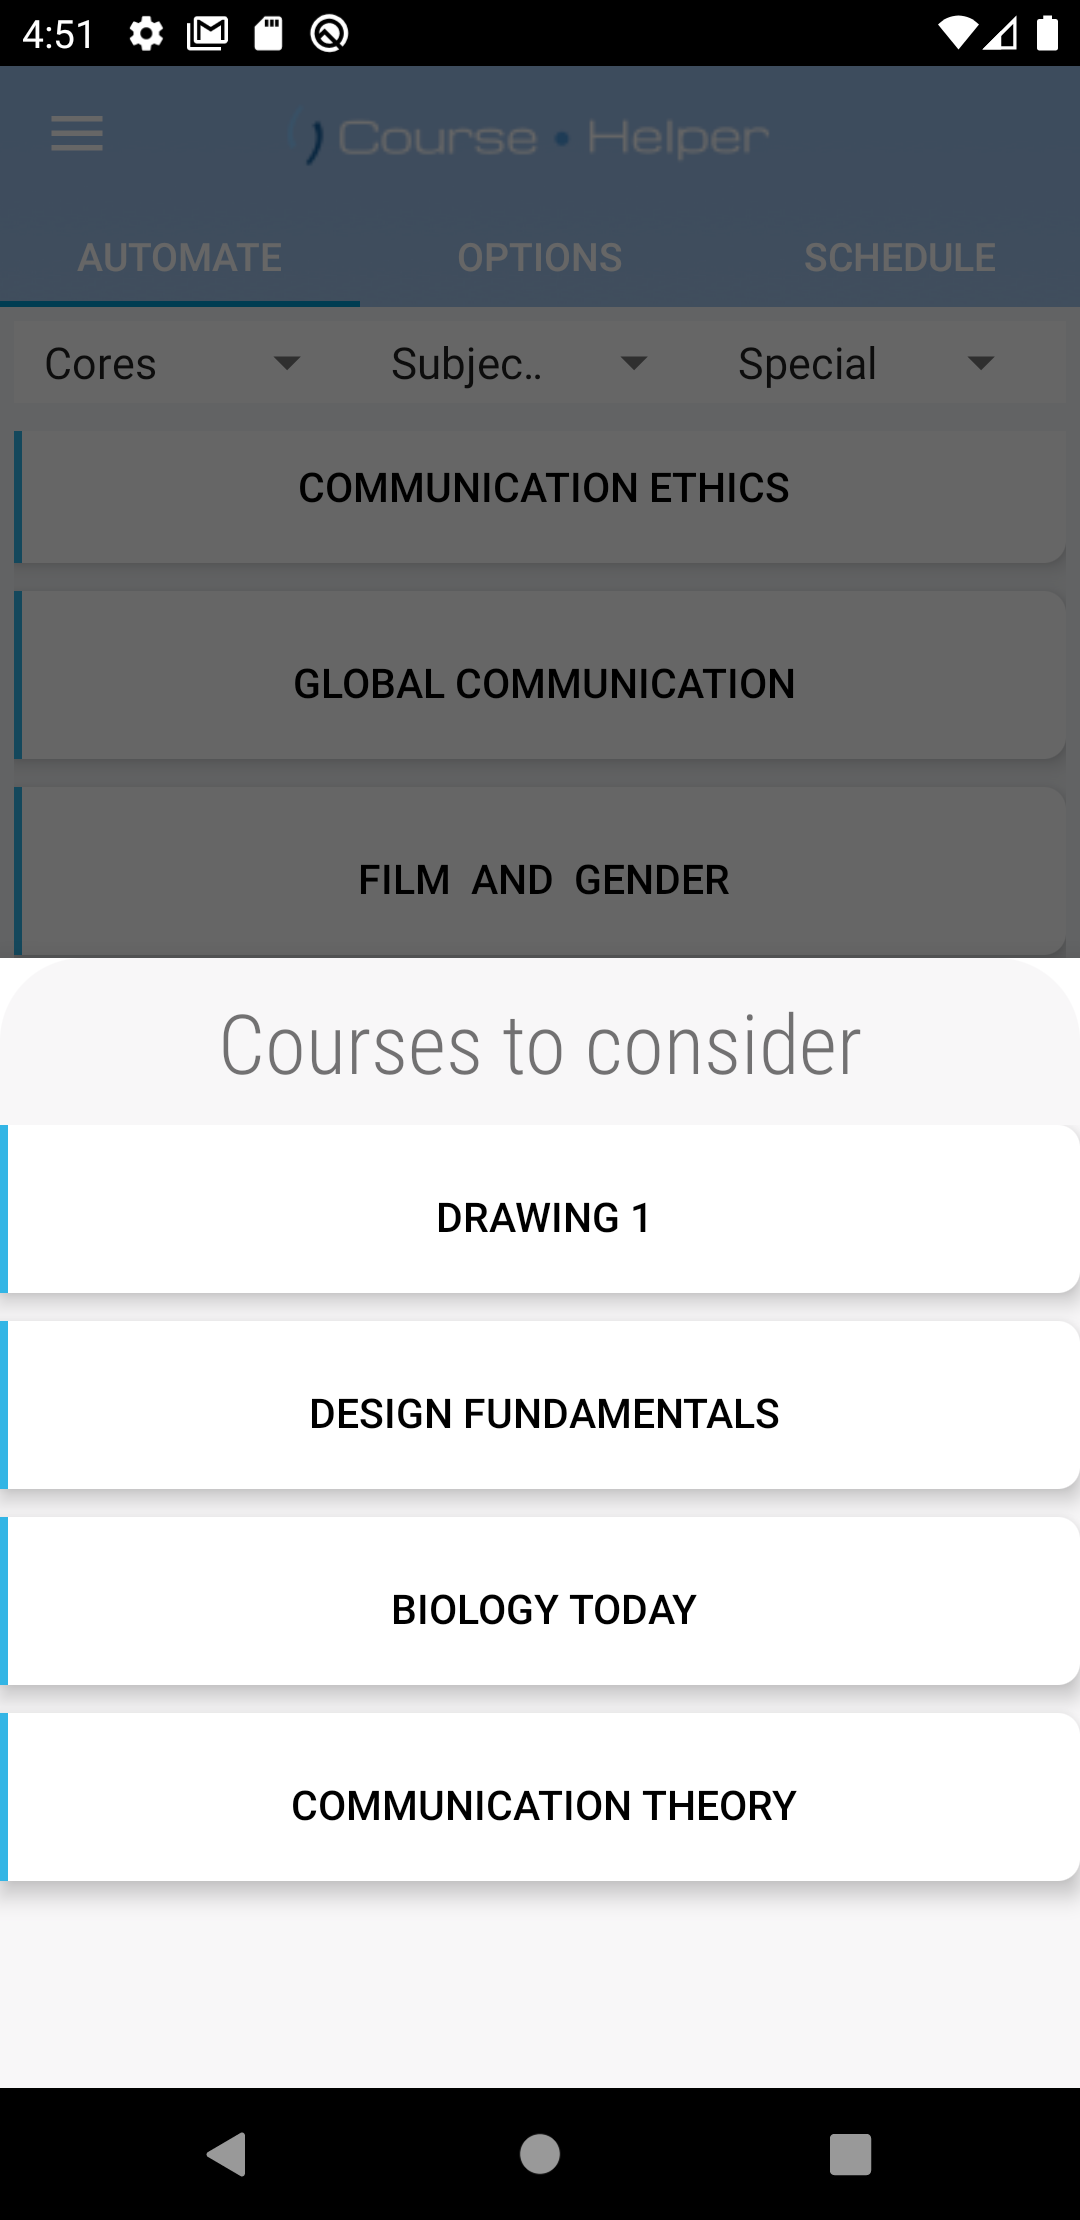 4:51
Course • Helper
AUTOMATE OPTIONS SCHEDULE
Cores Subjec.. Special
COMMUNICATION ETHICS
GLOBAL COMMUNICATION
FILM AND GENDER
Courses to consider
DRAWING 1
DESIGN FUNDAMENTALS
BIOLOGY TODAY
COMMUNICATION THEORY